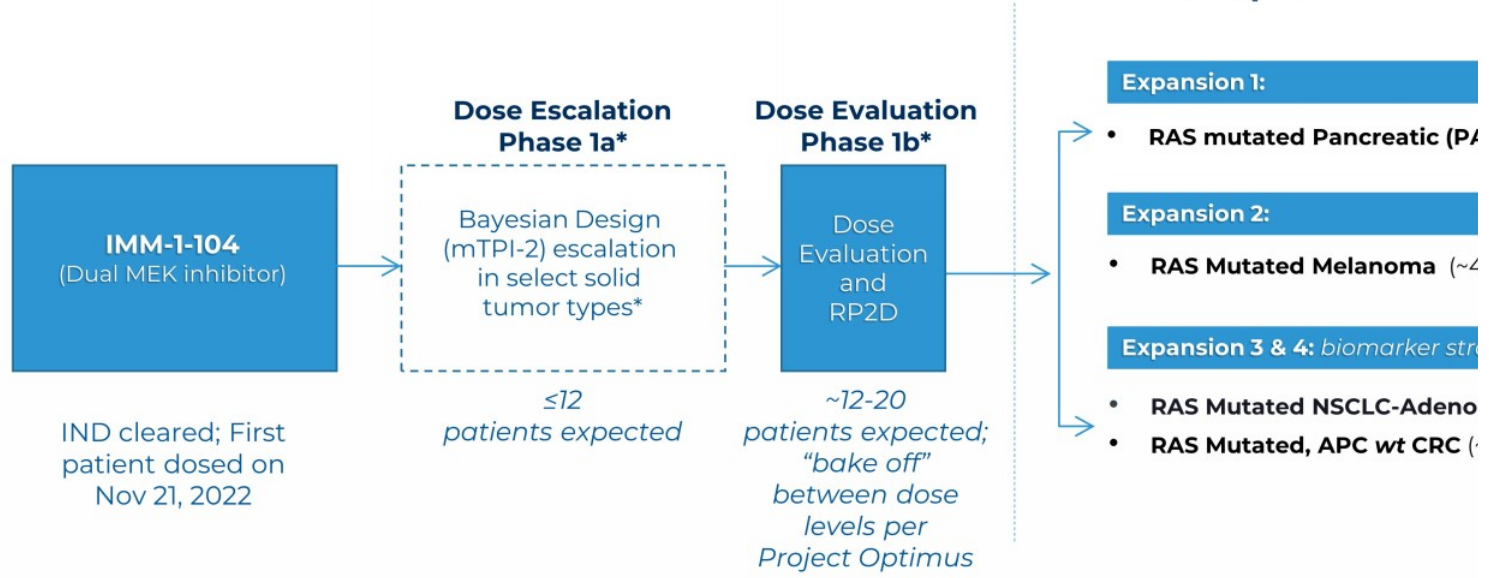 Dose Escalation
Phase 1a*
Dose Evaluation
Phase 1b*
IMM-1-104
(Dual MEK inhibitor)
Bayesian Design
(mTPI-2) escalation
in select solid
tumor types*
Dose
Evaluation
and
RP2D
IND cleared; First
patient dosed on
Nov 21, 2022
≤12
patients expected
~12-20
patients expected;
“bake off”
between dose
levels per
Project Optimus
Expansion 1:
• RAS mutated Pancreatic (PA
Expansion 2:
• RAS Mutated Melanoma (~4
Expansion 3 & 4: biomarker
• RAS Mutated NSCLC-Adeno
• RAS Mutated, APC wt CRC (~